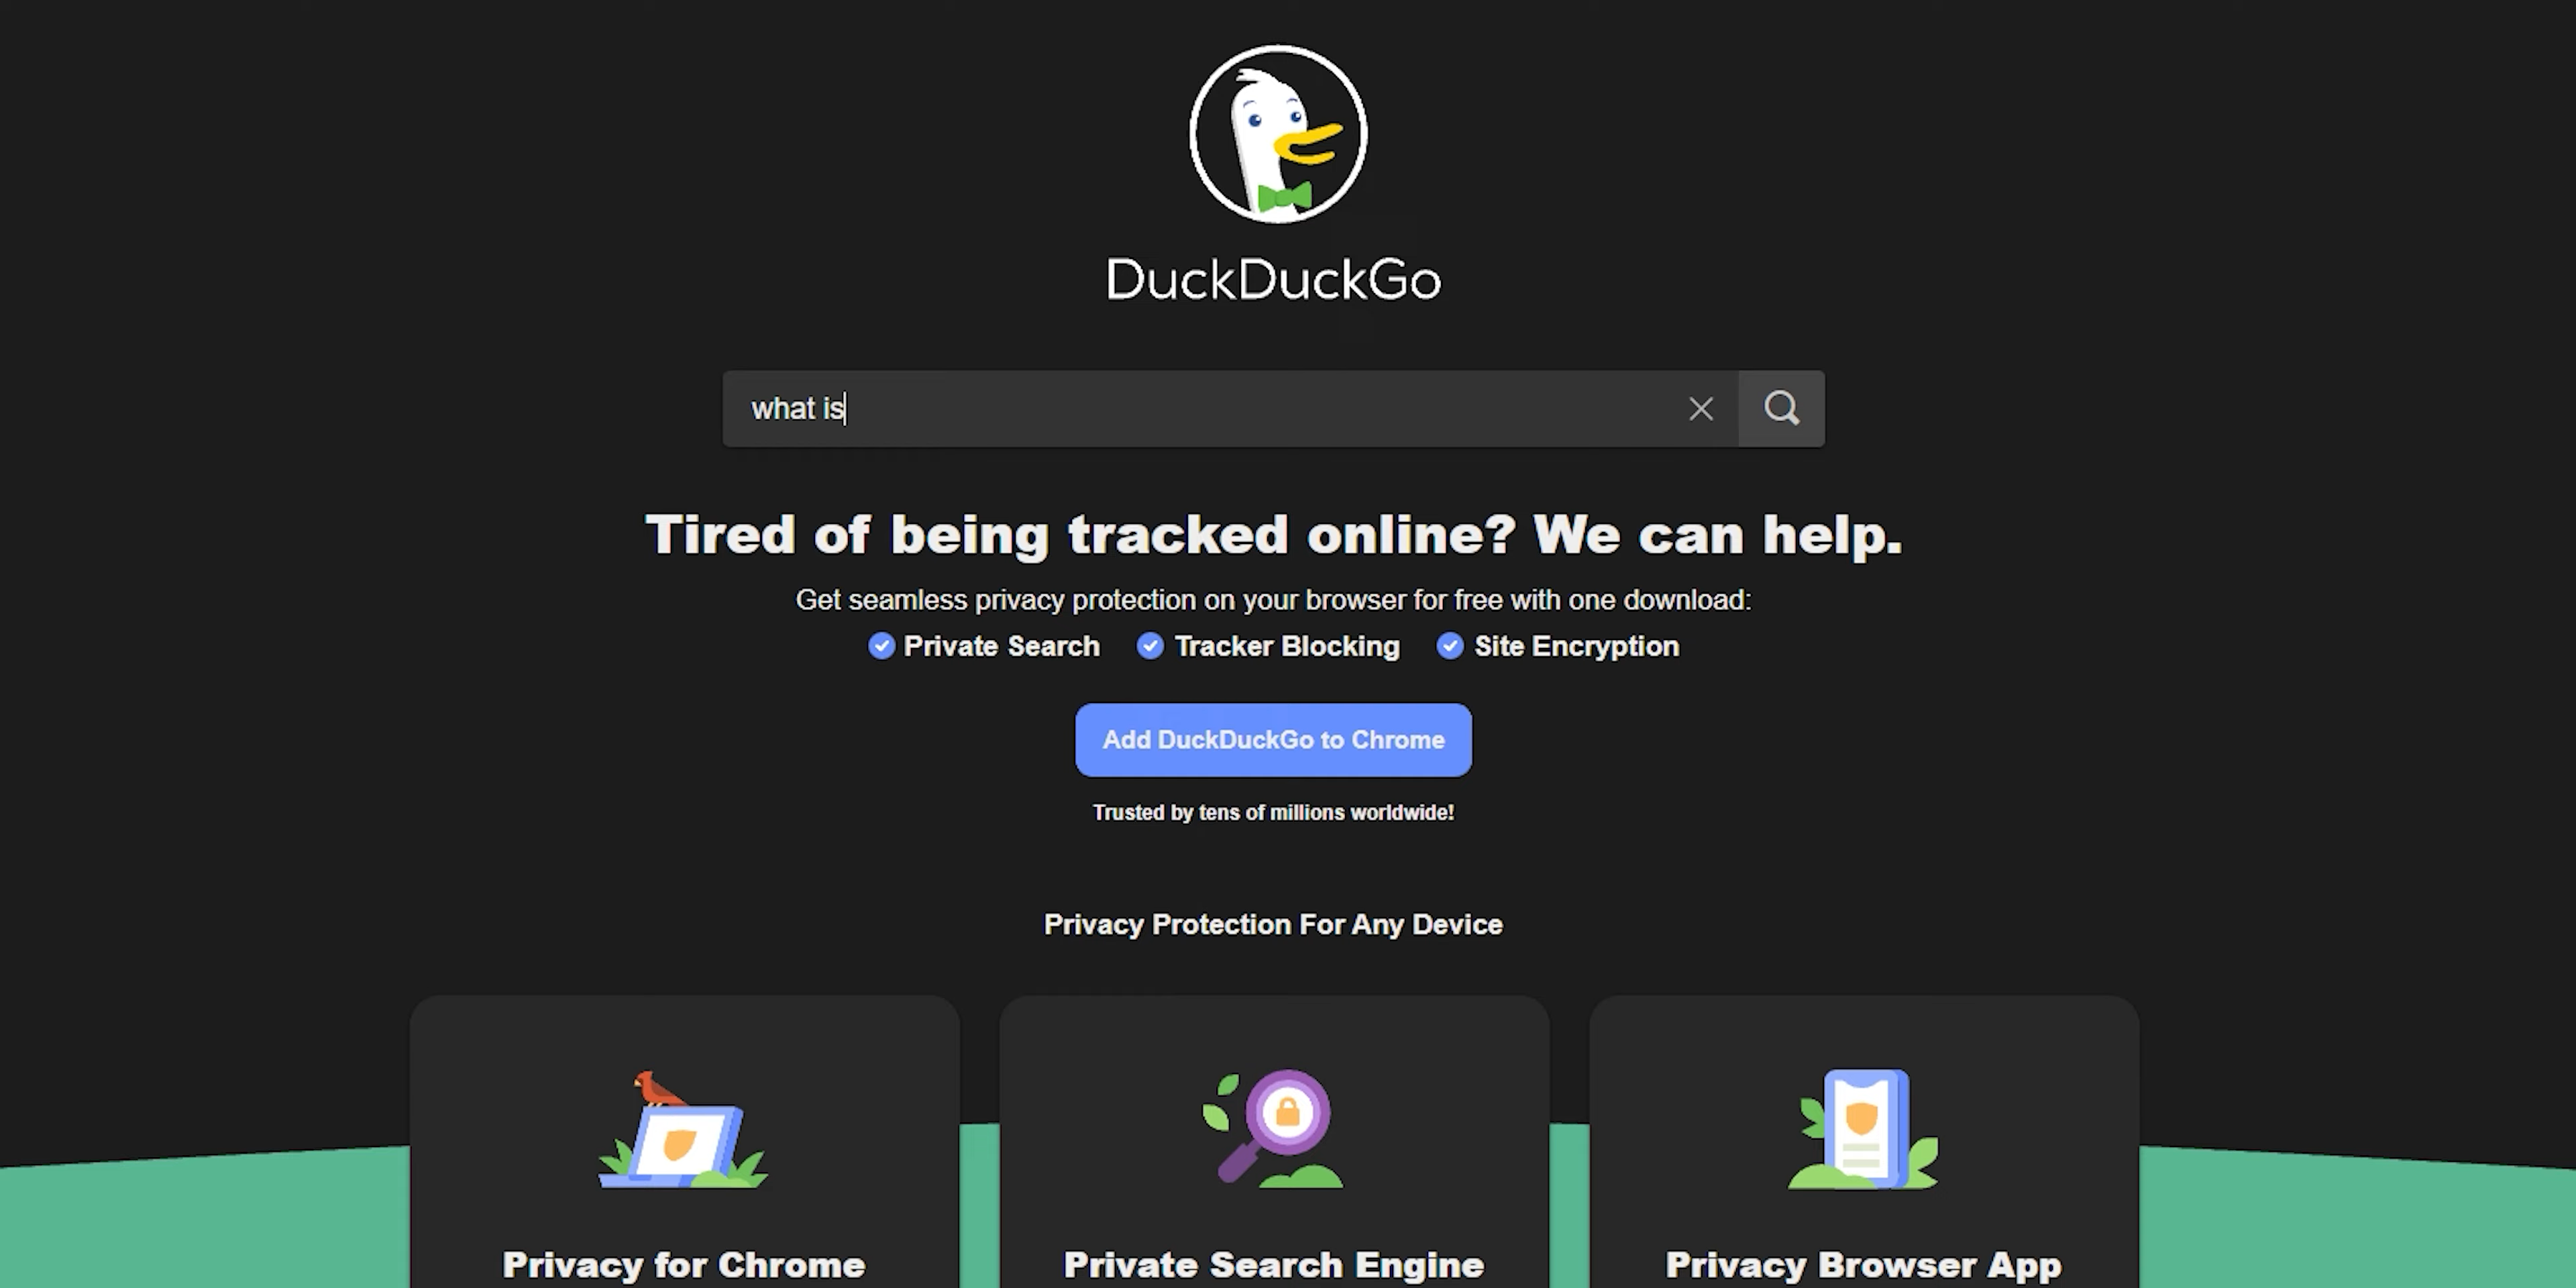 DuckDuckGo
what is
Tired of being tracked online? We can help.
Get seamless privacy protection on your browser for free with one download:
Private Search Tracker Blocking Site Encryption
Add DuckDuckGo to Chrome
Trusted by tens of millions worldwide!
Privacy Protection For Any Device
Privacy for Chrome
Private Search Engine
Privacy Browser App